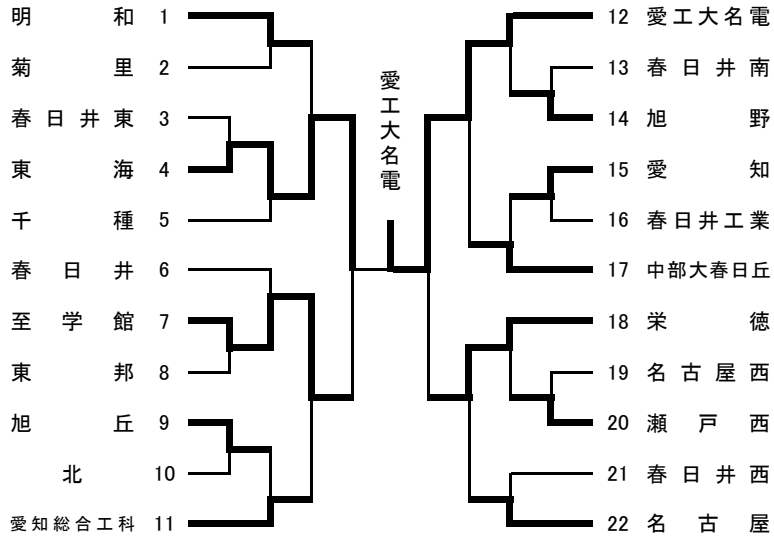 明和 1
菊里 2
春日井東 3
東海 4
千種 5
春日井 6
至学館 7
東邦 8
旭丘 9
北 10
愛知総合工科 11
愛工大名電
12 愛工大名電
13 春日井南
14 旭野
15 愛知
16 春日井工業
17 中部大春日丘
18 栄徳
19 名古屋西
20 瀬戸西
21 春日井西
22 名古屋